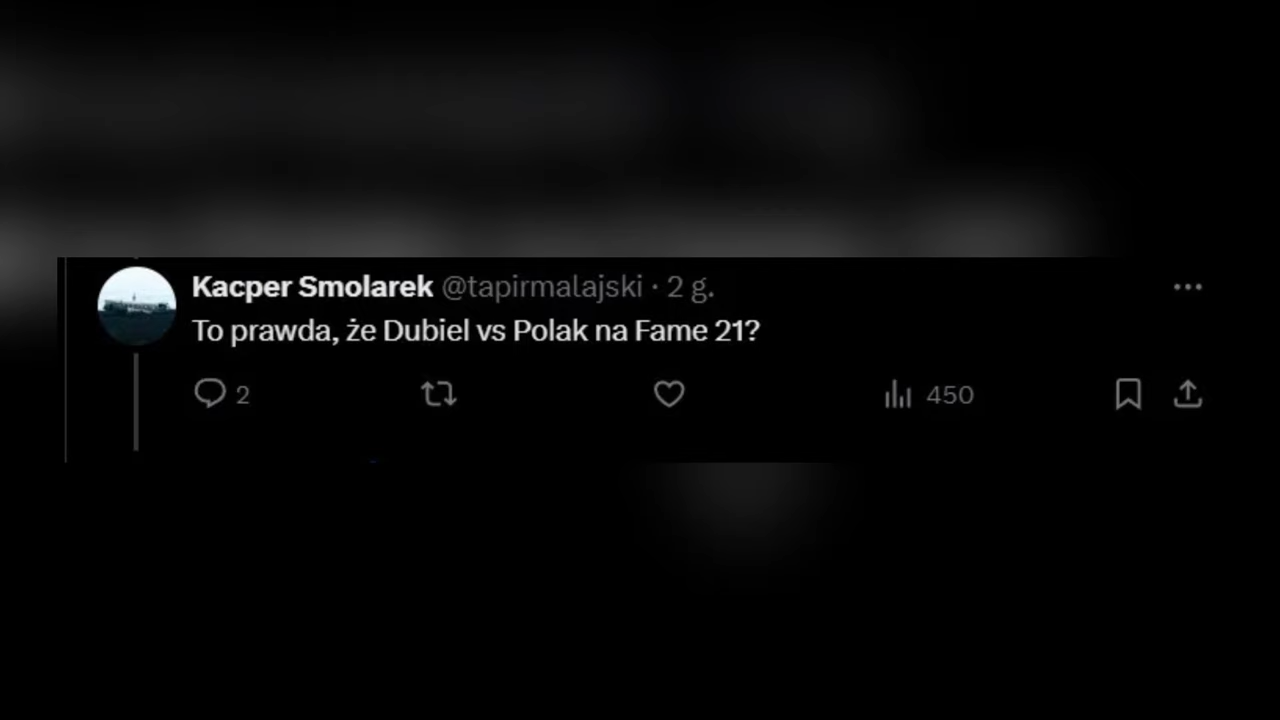 Kacper Smolarek @tapirmalajski · 2 g.
To prawda, że Dubiel vs Polak na Fame 21?
2 450